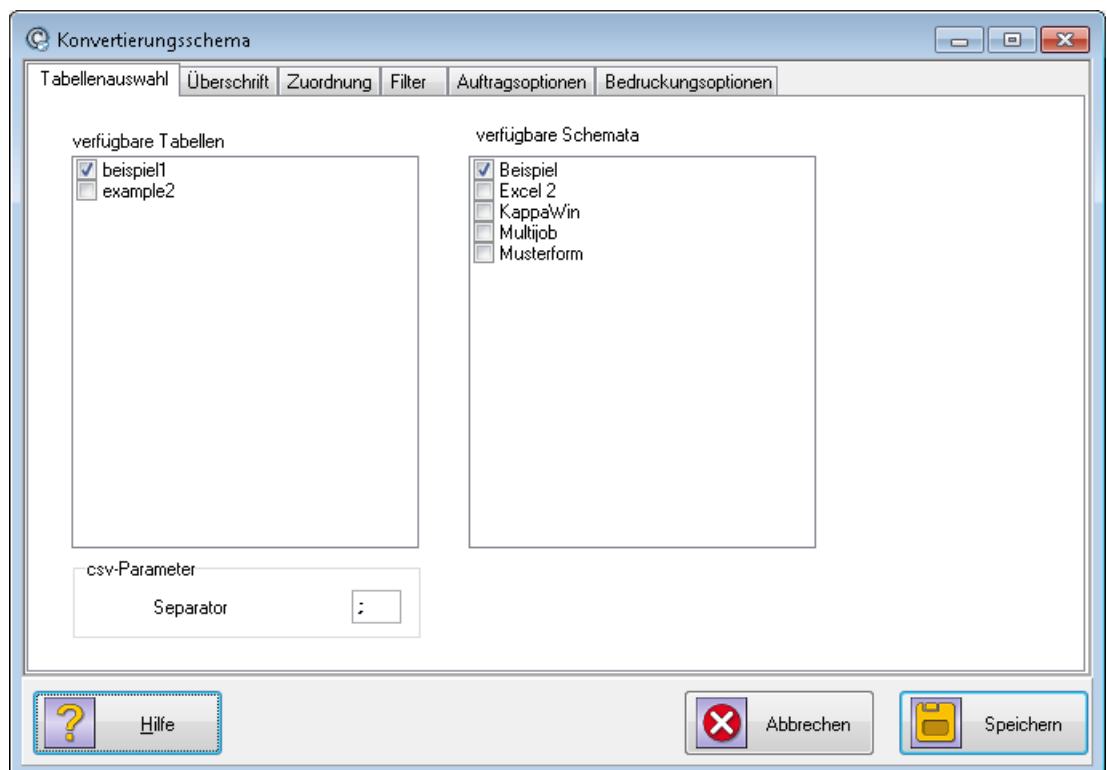 Konvertierungsschema
Tabellenauswahl Überschrift Zuordnung Filter Auftragsoptionen Bedruckungsoptionen
verfügbare Tabellen
beispiel1
example2
verfügbare Schemata
Beispiel
Excel 2
KappaWin
Multijob
Musterform
csv-Parameter
Separator ;
Hilfe Abbrechen Speichern